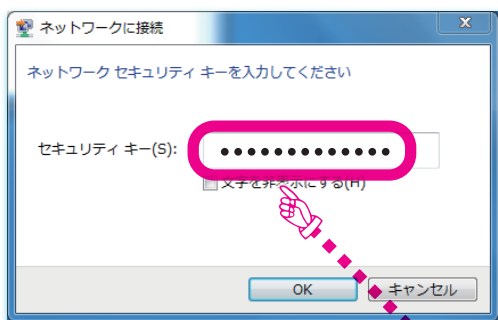 ネットワークに接続
ネットワーク セキュリティ キーを入力してください
セキュリティ キー(S): ●●●●●●●●●●●●●
文字を非表示にする(H)
OK キャンセル